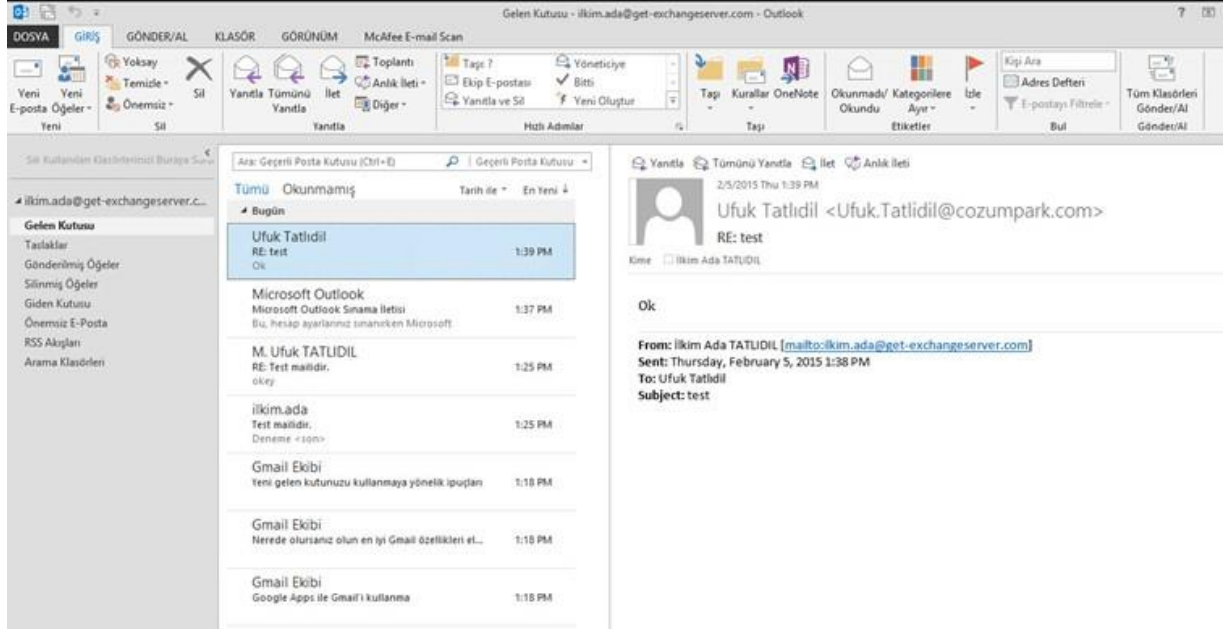 Gelen Kutusu - ilkim.ada@get-exchangeserver.com - Outlook
DOSYA GİRİŞ GÖNDER/AL KLASÖR GÖRÜNÜM McAfee E-mail Scan
Yeni E-posta
Yeni Öğeler
Yeni
Yoksay
Temizle
Önemsiz
Sil
Sil
Yanıtla
Tümünü Yanıtla
İlet
Toplantı
Anlık İleti
Diğer
Yanıtla
Taşı: ?
Ekip E-postası
Yanıtla ve Sil
Yöneticiye
Bitti
Yeni Oluştur
Hızlı Adımlar
Taşı
Kurallar
OneNote
Taşı
Okunmadı/ Okundu
Kategorilere Ayır
İzle
Etiketler
Kişi Ara
Adres Defteri
E-postayı Filtrele
Bul
Tüm Klasörleri Gönder/Al
Gönder/Al
Sık Kullanılan Klasörlerinizi Buraya
ilkim.ada@get-exchangeserver.c...
Gelen Kutusu
Taslaklar
Gönderilmiş Öğeler
Silinmiş Öğeler
Giden Kutusu
Önemsiz E-Posta
RSS Akışları
Arama Klasörleri
Ara: Geçerli Posta Kutusu (Ctrl+E) Geçerli Posta Kutusu
Tümü Okunmamış Tarih ile En Yeni
Bugün
Ufuk Tatlıdil
RE: test 1:39 PM
Ok
Microsoft Outlook
Microsoft Outlook Sınama İletisi 1:37 PM
Bu, hesap ayarlarınız sınanırken Microsoft
M. Ufuk TATLIDIL
RE: Test mailidir. 1:25 PM
okey
ilkim.ada
Test mailidir. 1:25 PM
Deneme <son>
Gmail Ekibi
Yeni gelen kutunuzu kullanmaya yönelik ipuçları 1:18 PM
Gmail Ekibi
Nerede olursanız olun en iyi Gmail özellikleri el... 1:18 PM
Gmail Ekibi
Google Apps ile Gmail'i kullanma 1:18 PM
Yanıtla Tümünü Yanıtla İlet Anlık İleti
2/5/2015 Thu 1:39 PM
Ufuk Tatlıdil <Ufuk.Tatlidil@cozumpark.com>
RE: test
Kime İlkim Ada TATLIDIL
Ok
From: İlkim Ada TATLIDIL [mailto:ilkim.ada@get-exchangeserver.com]
Sent: Thursday, February 5, 2015 1:38 PM
To: Ufuk Tatlıdil
Subject: test